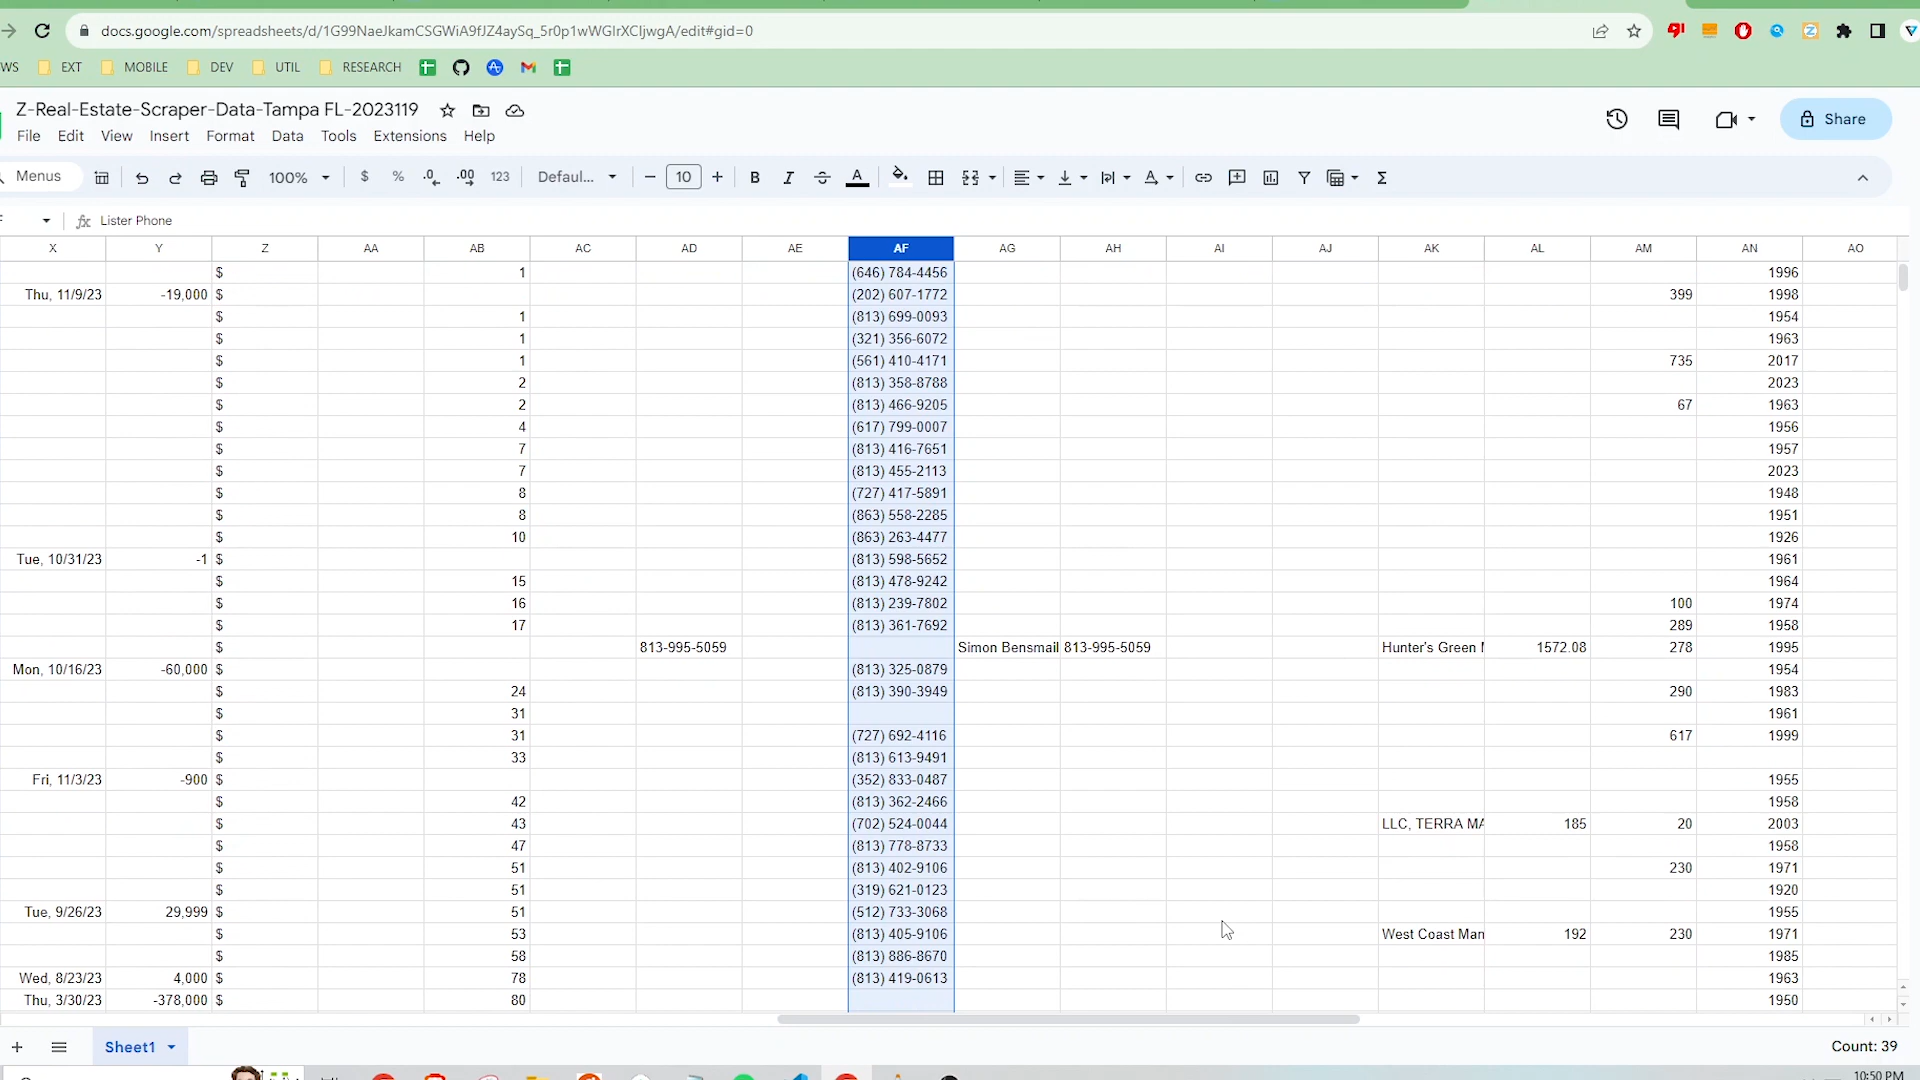 docs.google.com/spreadsheets/d/1G99NaeJkamCSGWiA9fJZ4aySq_5r0p1wWGIrXCIjwgA/edit#gid=0
WS EXT MOBILE DEV UTIL RESEARCH
Z-Real-Estate-Scraper-Data-Tampa FL-2023119
Share
File Edit View Insert Format Data Tools Extensions Help
Menus 100% $ % .0 .00 123 Defaul... 10 B I A
Lister Phone
X Y Z AA AB AC AD AE AF AG AH AI AJ AK AL AM AN AO
$ 1 (646) 784-4456 1996
Thu, 11/9/23 -19,000 $ (202) 607-1772 399 1998
$ 1 (813) 699-0093 1954
$ 1 (321) 356-6072 1963
$ 1 (561) 410-4171 735 2017
$ 2 (813) 358-8788 2023
$ 2 (813) 466-9205 67 1963
$ 4 (617) 799-0007 1956
$ 7 (813) 416-7651 1957
$ 7 (813) 455-2113 2023
$ 8 (727) 417-5891 1948
$ 8 (863) 558-2285 1951
$ 10 (863) 263-4477 1926
Tue, 10/31/23 -1 $ (813) 598-5652 1961
$ 15 (813) 478-9242 1964
$ 16 (813) 239-7802 100 1974
$ 17 (813) 361-7692 289 1958
$ 813-995-5059 Simon Bensmail 813-995-5059 Hunter's Green 1572.08 278 1995
Mon, 10/16/23 -60,000 $ (813) 325-0879 1954
$ 24 (813) 390-3949 290 1983
$ 31 1961
$ 31 (727) 692-4116 617 1999
$ 33 (813) 613-9491
Fri, 11/3/23 -900 $ (352) 833-0487 1955
$ 42 (813) 362-2466 1958
$ 43 (702) 524-0044 LLC, TERRA MA 185 20 2003
$ 47 (813) 778-8733 1958
$ 51 (813) 402-9106 230 1971
$ 51 (319) 621-0123 1920
Tue, 9/26/23 29,999 $ 51 (512) 733-3068 1955
$ 53 (813) 405-9106 West Coast Man 192 230 1971
$ 58 (813) 886-8670 1985
Wed, 8/23/23 4,000 $ 78 (813) 419-0613 1963
Thu, 3/30/23 -378,000 $ 80 1950
Sheet1 Count: 39
10:50 PM